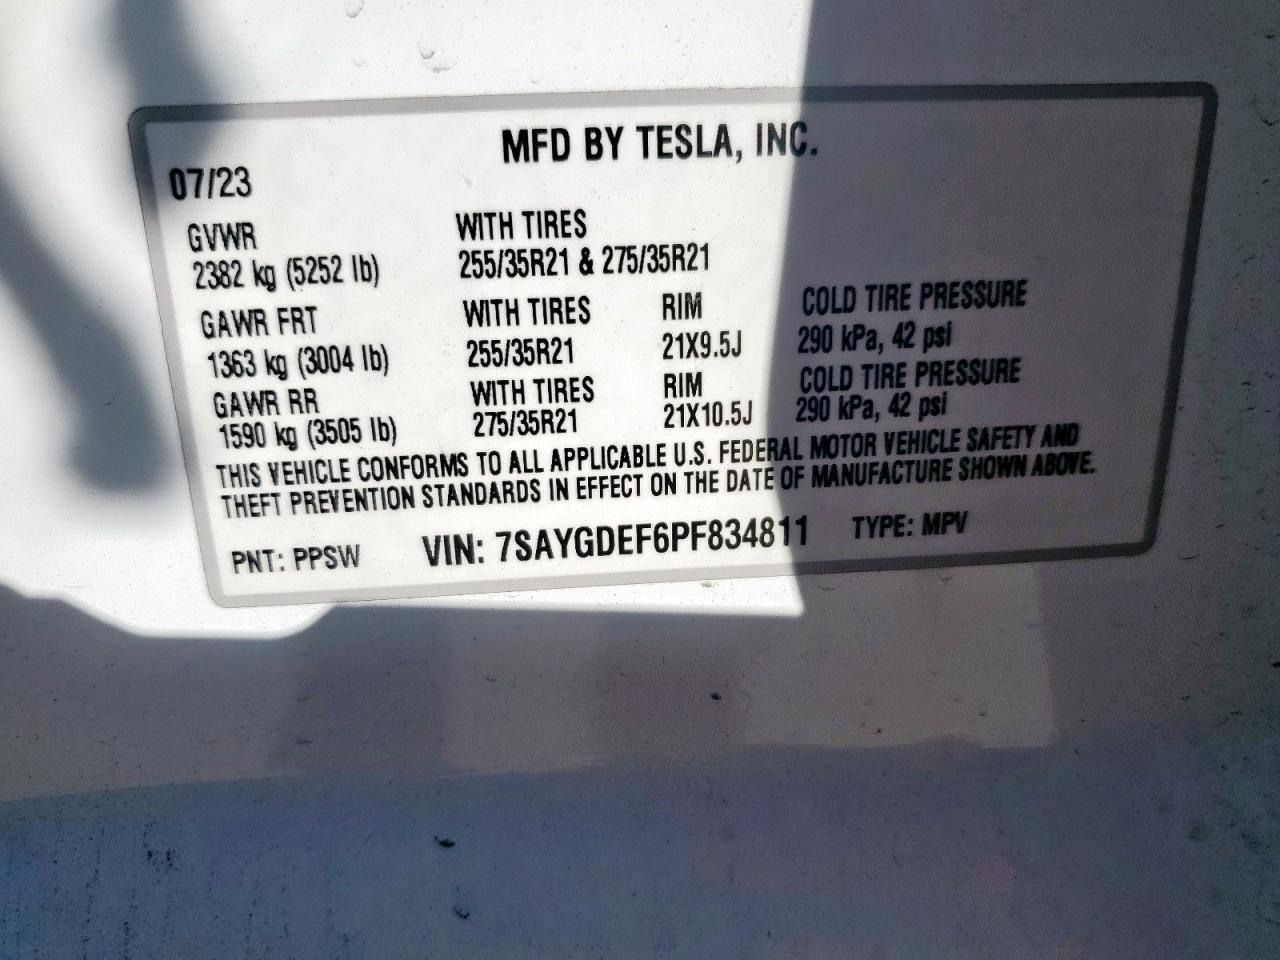 MFD BY TESLA, INC.
07/23
GVWR WITH TIRES
2382 kg (5252 lb) 255/35R21 & 275/35R21
GAWR FRT WITH TIRES RIM COLD TIRE PRESSURE
1363 kg (3004 lb) 255/35R21 21X9.5J 290 kPa, 42 psi
GAWR RR WITH TIRES RIM COLD TIRE PRESSURE
1590 kg (3505 lb) 275/35R21 21X10.5J 290 kPa, 42 psi
THIS VEHICLE CONFORMS TO ALL APPLICABLE U.S. FEDERAL MOTOR VEHICLE SAFETY AND
THEFT PREVENTION STANDARDS IN EFFECT ON THE DATE OF MANUFACTURE SHOWN ABOVE.
PNT: PPSW VIN: 7SAYGDEF6PF834811 TYPE: MPV